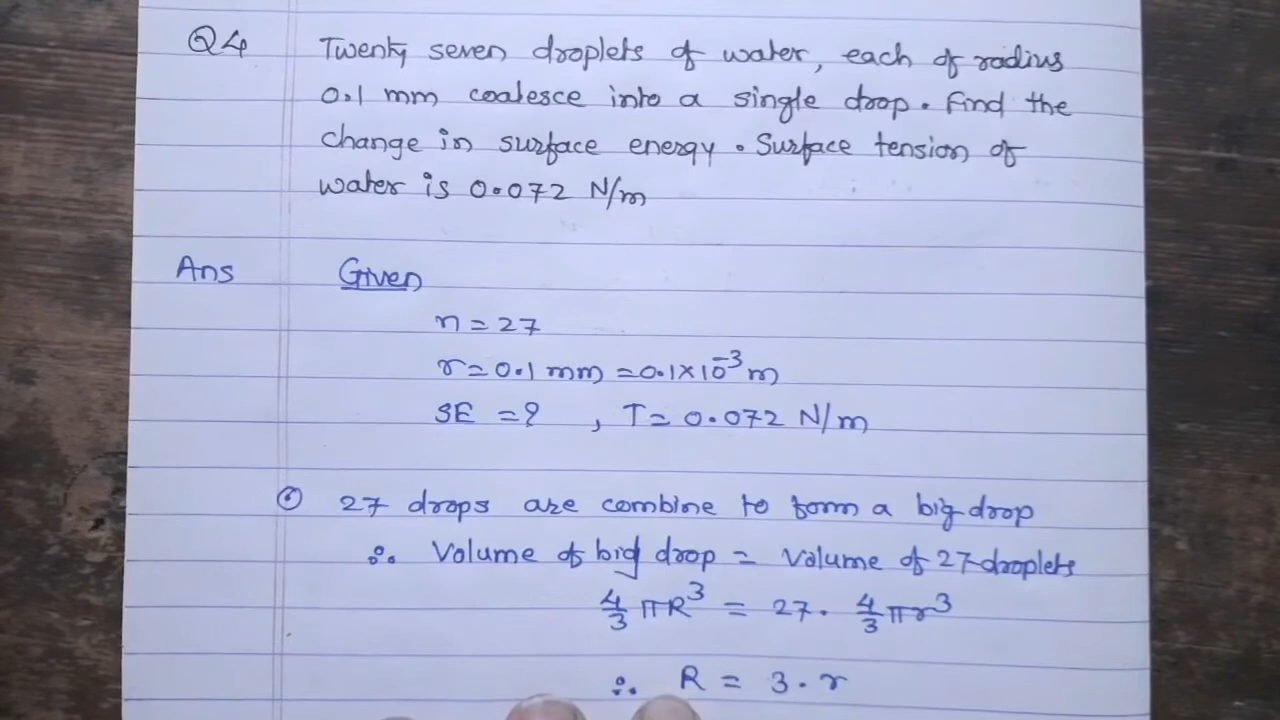 Q4 Twenty seven droplets of water, each of radius
0.1 mm coalesce into a single drop. Find the
change in surface energy. Surface tension of
water is 0.072 N/m
Ans Given
n = 27
r = 0.1 mm = 0.1×10⁻³ m
SE = ? , T = 0.072 N/m
① 27 drops are combine to form a big drop
∴ Volume of big drop = Volume of 27 droplets
4/3 πR³ = 27. 4/3 πr³
∴ R = 3.r